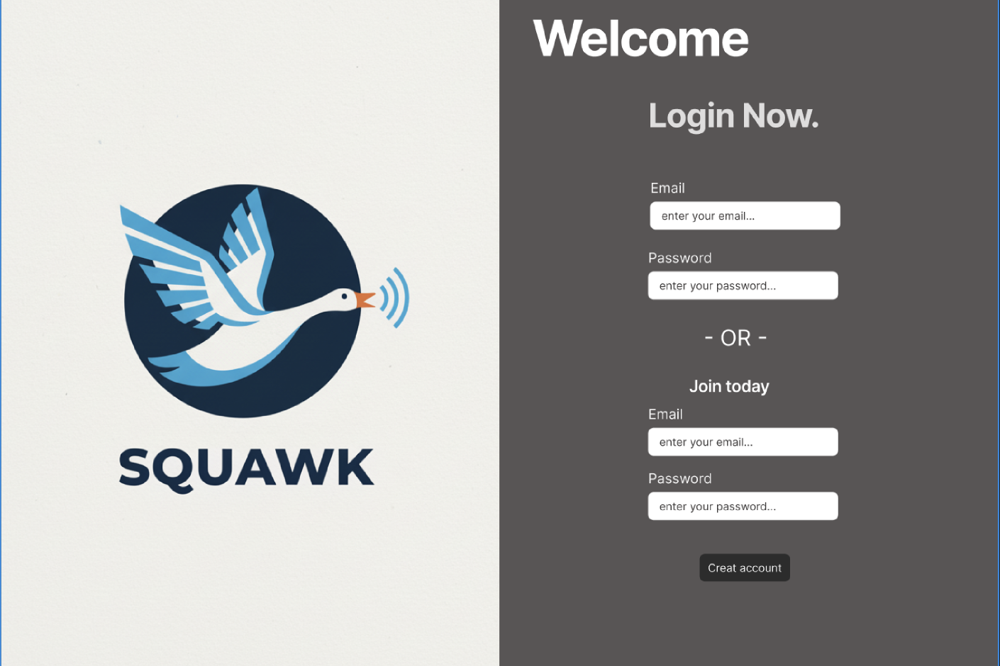 Welcome
Login Now.
Email
enter your email...
Password
enter your password...
- OR -
Join today
Email
enter your email...
Password
enter your password...
Creat account
SQUAWK